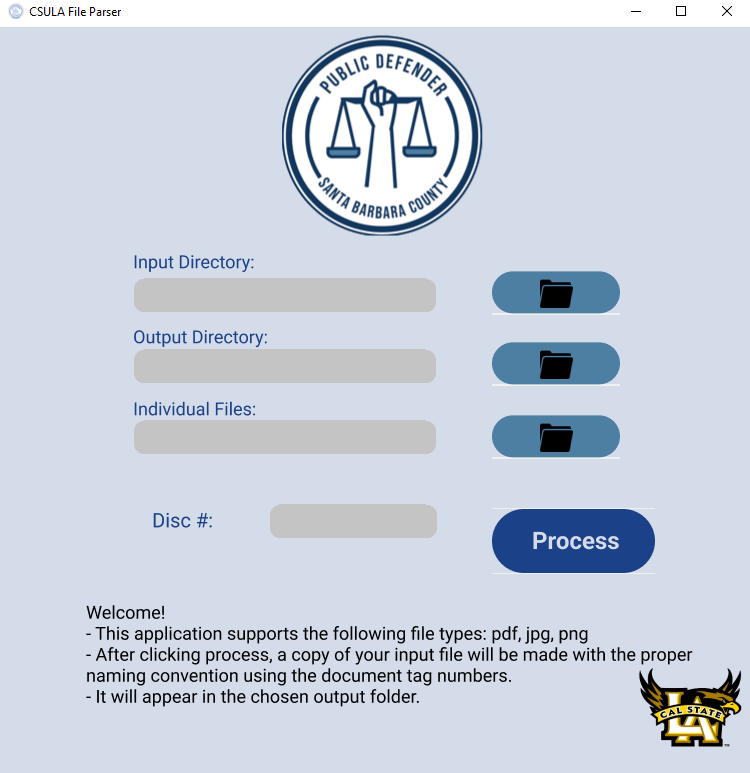 CSULA File Parser
PUBLIC DEFENDER
SANTA BARBARA COUNTY
Input Directory:
Output Directory:
Individual Files:
Disc #:
Process
Welcome!
- This application supports the following file types: pdf, jpg, png
- After clicking process, a copy of your input file will be made with the proper
naming convention using the document tag numbers.
- It will appear in the chosen output folder.
LA
CAL STATE
TM